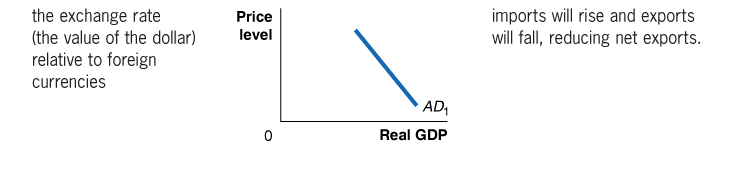 the exchange rate
(the value of the dollar)
relative to foreign
currencies
Price
level
AD1
0
Real GDP
imports will rise and exports
will fall, reducing net exports.